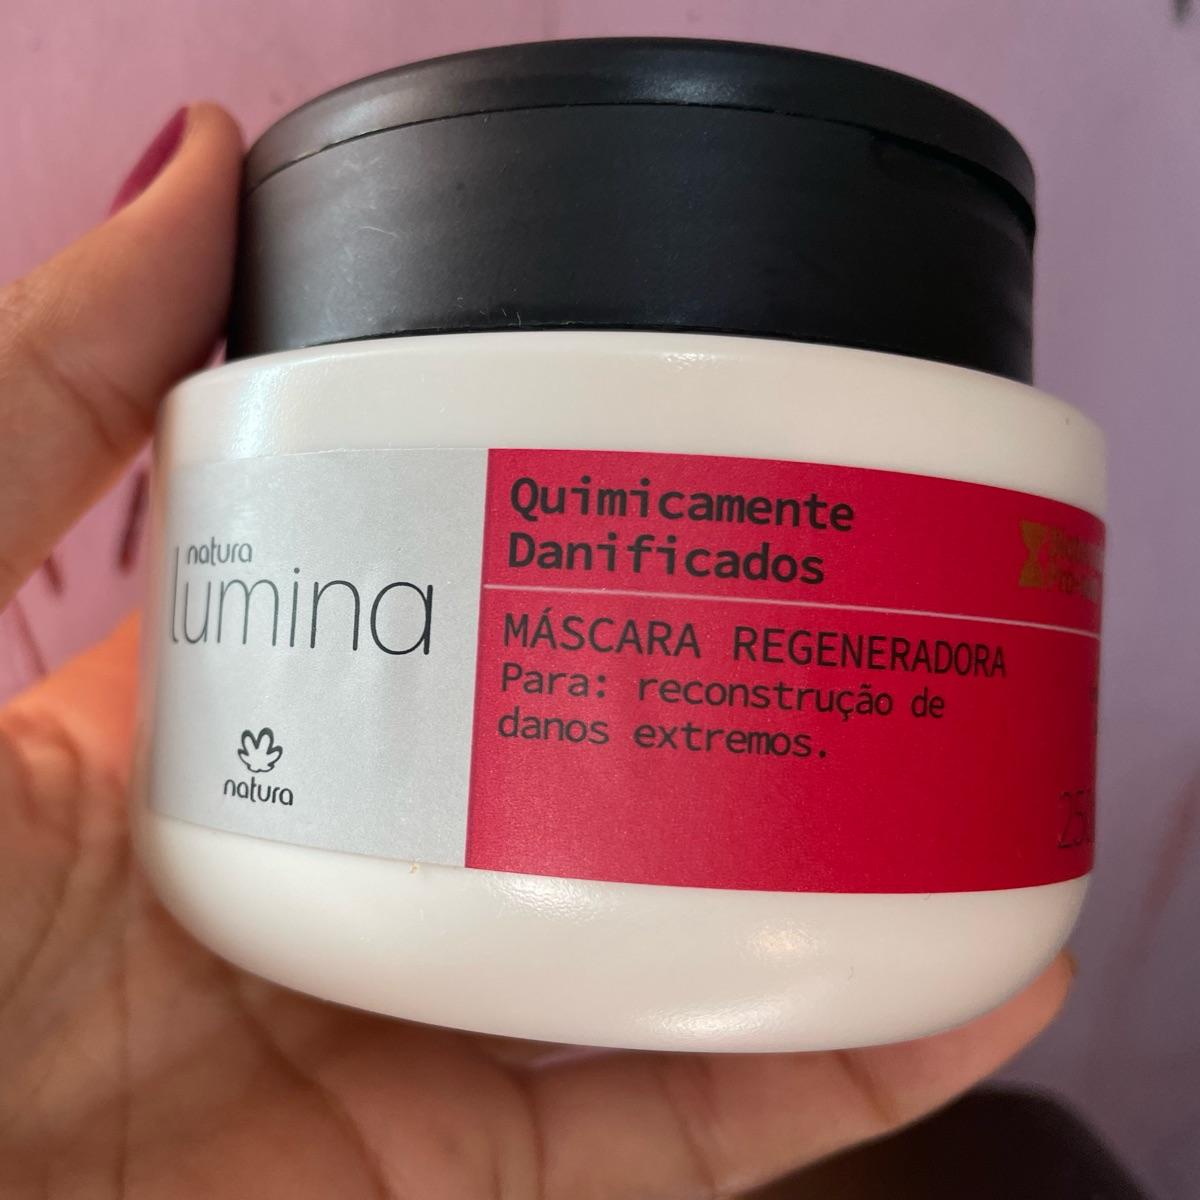 natura
lumina
natura
Quimicamente
Danificados
MÁSCARA REGENERADORA
Para: reconstrução de
danos extremos.